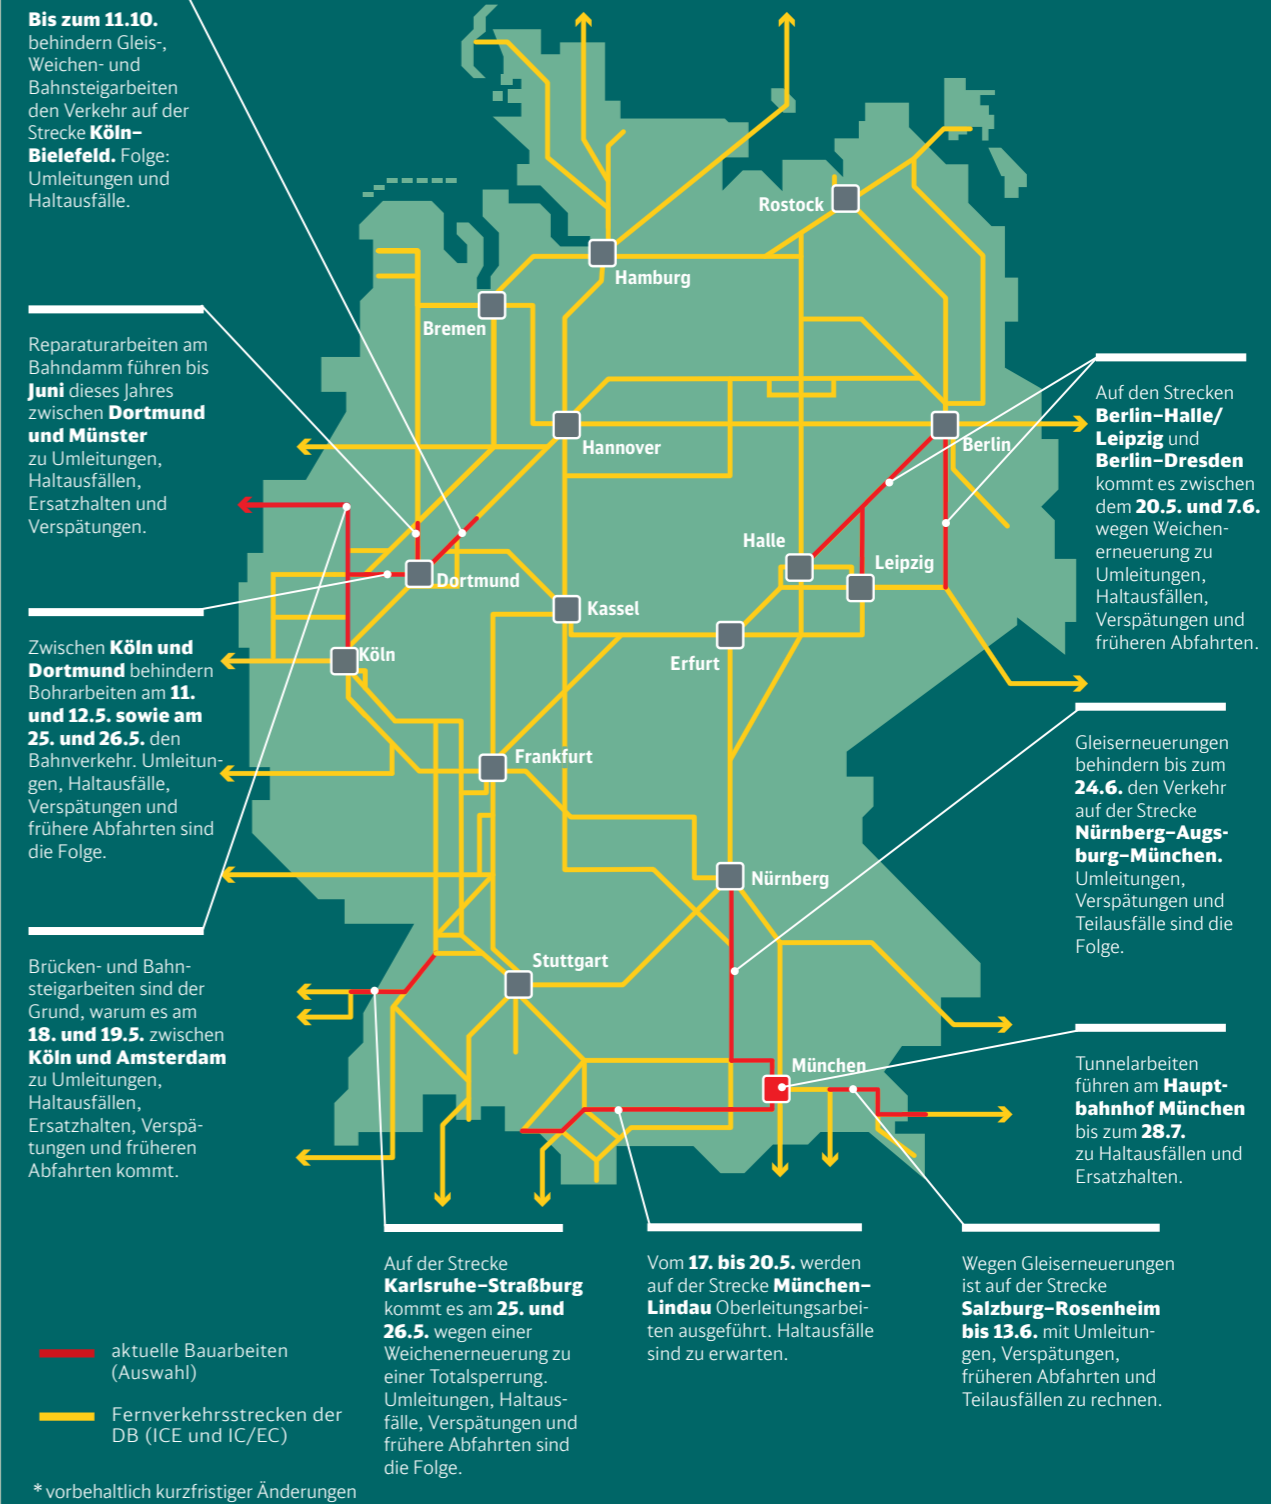 Bis zum 11.10.
behindern Gleis-,
Weichen- und
Bahnsteigarbeiten
den Verkehr auf der
Strecke Köln–
Bielefeld. Folge:
Umleitungen und
Haltausfälle.
Reparaturarbeiten am
Bahndamm führen bis
Juni dieses Jahres
zwischen Dortmund
und Münster
zu Umleitungen,
Haltausfällen,
Ersatzhalten und
Verspätungen.
Zwischen Köln und
Dortmund behindern
Bohrarbeiten am 11.
und 12.5. sowie am
25. und 26.5. den
Bahnverkehr. Umleitun-
gen, Haltausfälle,
Verspätungen und
frühere Abfahrten sind
die Folge.
Brücken- und Bahn-
steigarbeiten sind der
Grund, warum es am
18. und 19.5. zwischen
Köln und Amsterdam
zu Umleitungen,
Haltausfällen,
Ersatzhalten, Verspä-
tungen und früheren
Abfahrten kommt.
Rostock
Hamburg
Bremen
Hannover
Berlin
Halle
Leipzig
Dortmund
Kassel
Erfurt
Köln
Frankfurt
Nürnberg
Stuttgart
München
Auf den Strecken
Berlin–Halle/
Leipzig und
Berlin–Dresden
kommt es zwischen
dem 20.5. und 7.6.
wegen Weichen-
erneuerung zu
Umleitungen,
Haltausfällen,
Verspätungen und
früheren Abfahrten.
Gleiserneuerungen
behindern bis zum
24.6. den Verkehr
auf der Strecke
Nürnberg–Augs-
burg–München.
Umleitungen,
Verspätungen und
Teilausfälle sind die
Folge.
Tunnelarbeiten
führen am Haupt-
bahnhof München
bis zum 28.7.
zu Haltausfällen und
Ersatzhalten.
Auf der Strecke
Karlsruhe–Straßburg
kommt es am 25. und
26.5. wegen einer
Weichenerneuerung zu
einer Totalsperrung.
Umleitungen, Haltaus-
fälle, Verspätungen und
frühere Abfahrten sind
die Folge.
Vom 17. bis 20.5. werden
auf der Strecke München–
Lindau Oberleitungsarbei-
ten ausgeführt. Haltausfälle
sind zu erwarten.
Wegen Gleiserneuerungen
ist auf der Strecke
Salzburg–Rosenheim
bis 13.6. mit Umleitun-
gen, Verspätungen,
früheren Abfahrten und
Teilausfällen zu rechnen.
aktuelle Bauarbeiten
(Auswahl)
Fernverkehrsstrecken der
DB (ICE und IC/EC)
* vorbehaltlich kurzfristiger Änderungen